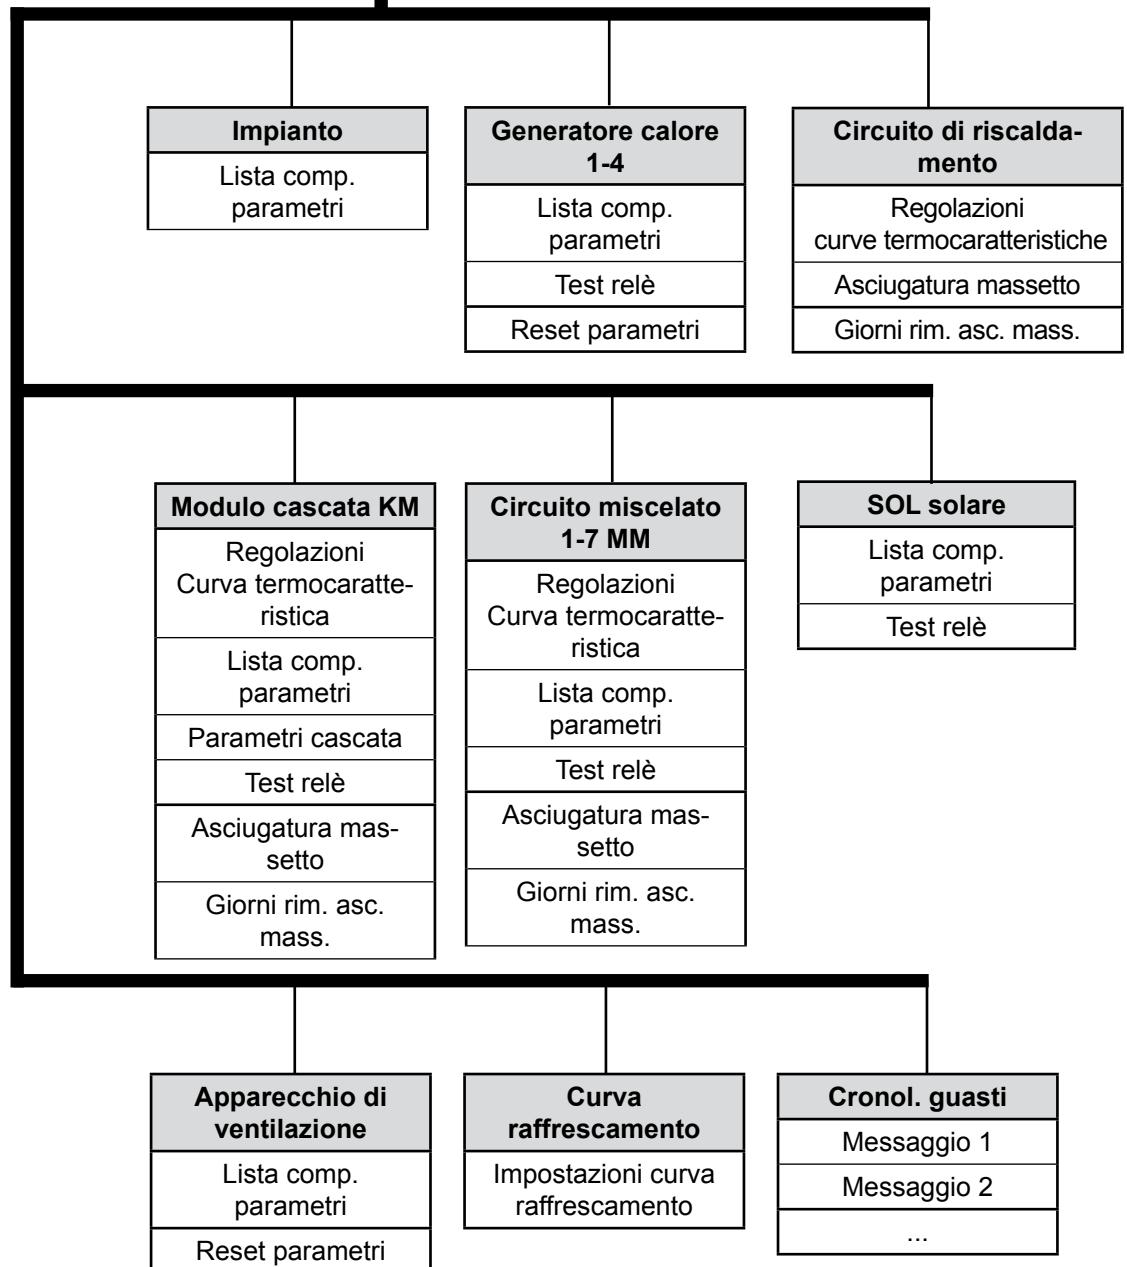 Impianto
Lista comp.
parametri
Generatore calore
1-4
Lista comp.
parametri
Test relè
Reset parametri
Circuito di riscalda-
mento
Regolazioni
curve termocaratteristiche
Asciugatura massetto
Giorni rim. asc. mass.
Modulo cascata KM
Regolazioni
Curva termocaratte-
ristica
Lista comp.
parametri
Parametri cascata
Test relè
Asciugatura mas-
setto
Giorni rim. asc.
mass.
Circuito miscelato
1-7 MM
Regolazioni
Curva termocaratte-
ristica
Lista comp.
parametri
Test relè
Asciugatura mas-
setto
Giorni rim. asc.
mass.
SOL solare
Lista comp.
parametri
Test relè
Apparecchio di
ventilazione
Lista comp.
parametri
Reset parametri
Curva
raffrescamento
Impostazioni curva
raffrescamento
Cronol. guasti
Messaggio 1
Messaggio 2
...